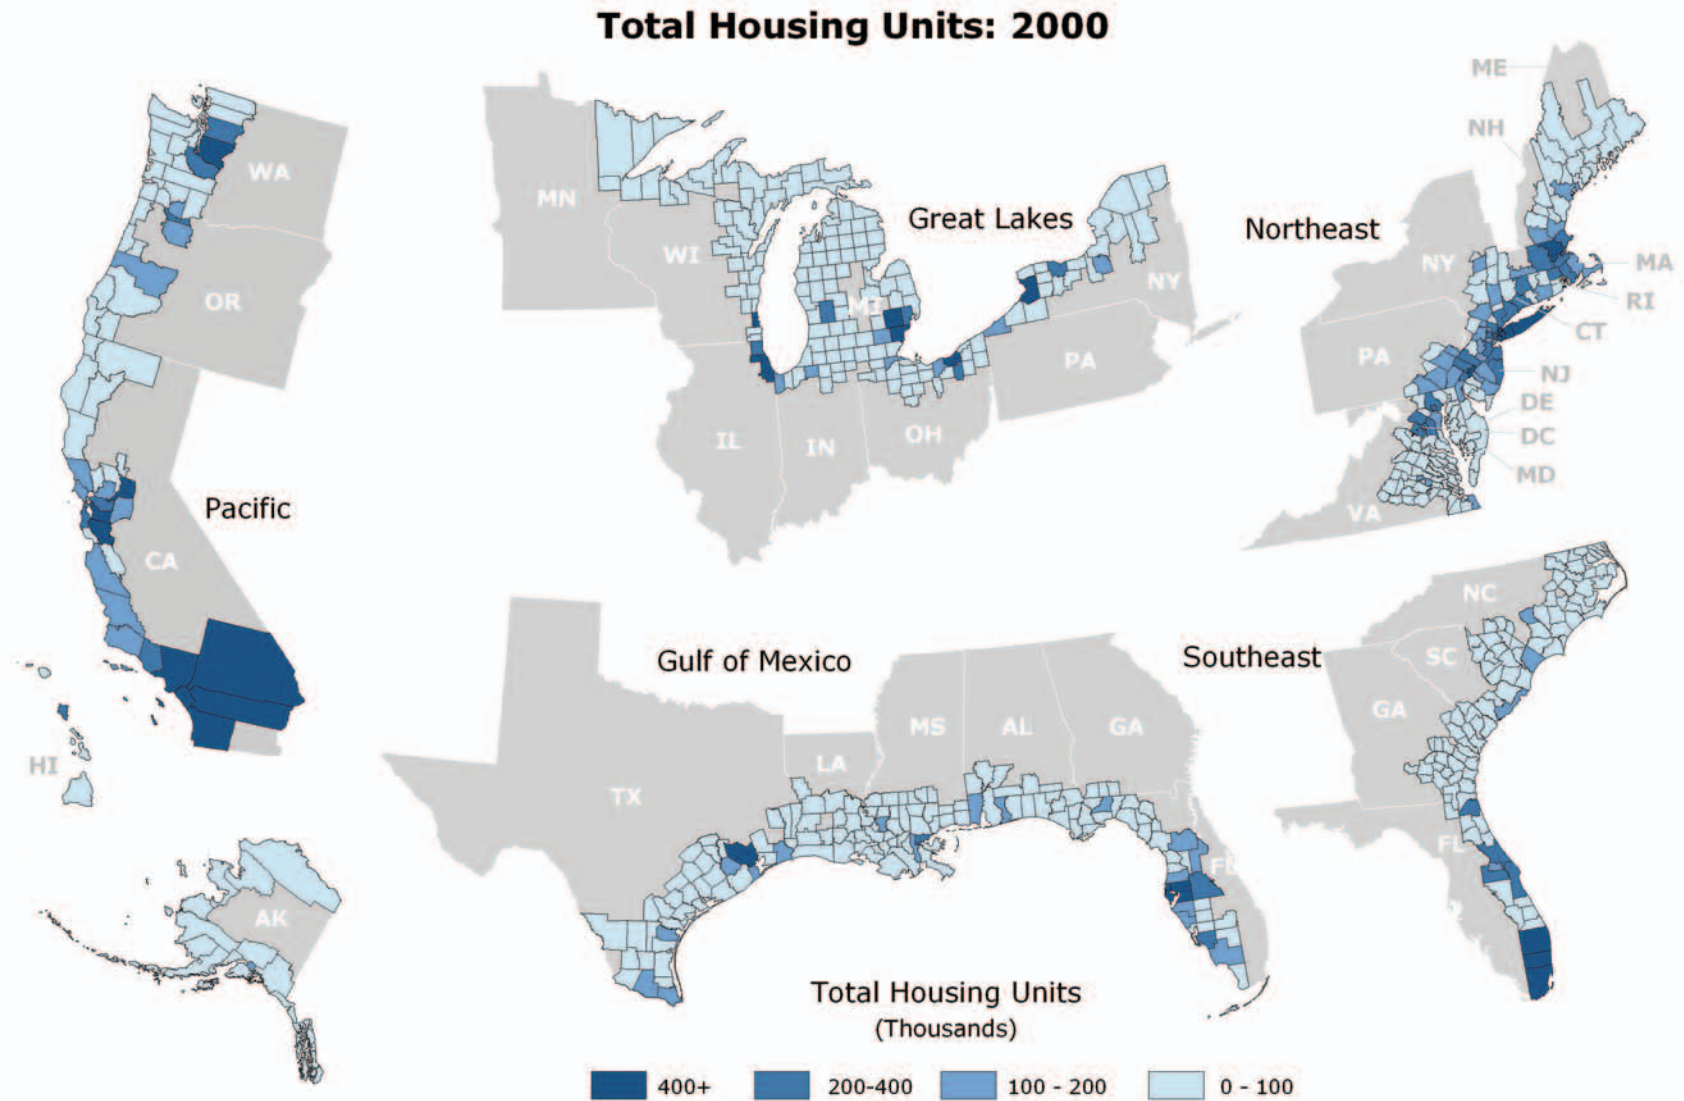 Total Housing Units: 2000
ME
NH
WA
MN
Great Lakes
Northeast
WI
NY
NY
MA
OR
MI
RI
CT
PA
PA
NJ
DE
IL
IN
OH
DC
MD
Pacific
VA
CA
NC
Gulf of Mexico
Southeast
SC
GA
MS
AL
GA
HI
LA
TX
FL
FL
AK
Total Housing Units
(Thousands)
400+
200-400
100 - 200
0 - 100